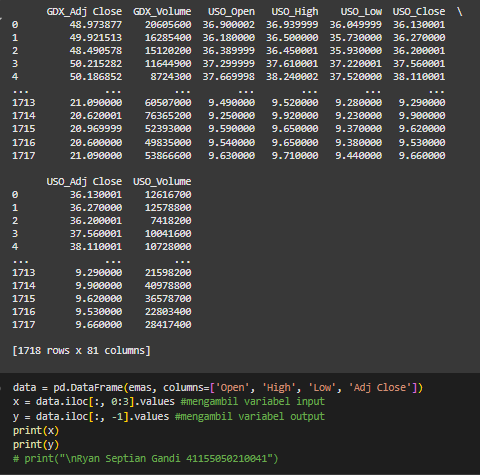 GDX_Adj Close GDX_Volume USO_Open USO_High USO_Low USO_Close \
0 48.973877 20605600 36.900002 36.939999 36.049999 36.130001
1 49.921513 16285400 36.180000 36.500000 35.730000 36.270000
2 48.490578 15120200 36.389999 36.450001 35.930000 36.200001
3 50.215282 11644900 37.299999 37.610001 37.220001 37.560001
4 50.186852 8724300 37.669998 38.240002 37.520000 38.110001
... ... ... ... ... ... ...
1713 21.090000 60507000 9.490000 9.520000 9.280000 9.290000
1714 20.620001 76365200 9.250000 9.920000 9.230000 9.900000
1715 20.969999 52393000 9.590000 9.650000 9.370000 9.620000
1716 20.600000 49835000 9.540000 9.650000 9.380000 9.530000
1717 21.090000 53866600 9.630000 9.710000 9.440000 9.660000
USO_Adj Close USO_Volume
0 36.130001 12616700
1 36.270000 12578800
2 36.200001 7418200
3 37.560001 10041600
4 38.110001 10728000
... ... ...
1713 9.290000 21598200
1714 9.900000 40978800
1715 9.620000 36578700
1716 9.530000 22803400
1717 9.660000 28417400
[1718 rows x 81 columns]
data = pd.DataFrame(emas, columns=['Open', 'High', 'Low', 'Adj Close'])
x = data.iloc[:, 0:3].values #mengambil variabel input
y = data.iloc[:, -1].values #mengambil variabel output
print(x)
print(y)
# print("\nRyan Septian Gandi 41155050210041")